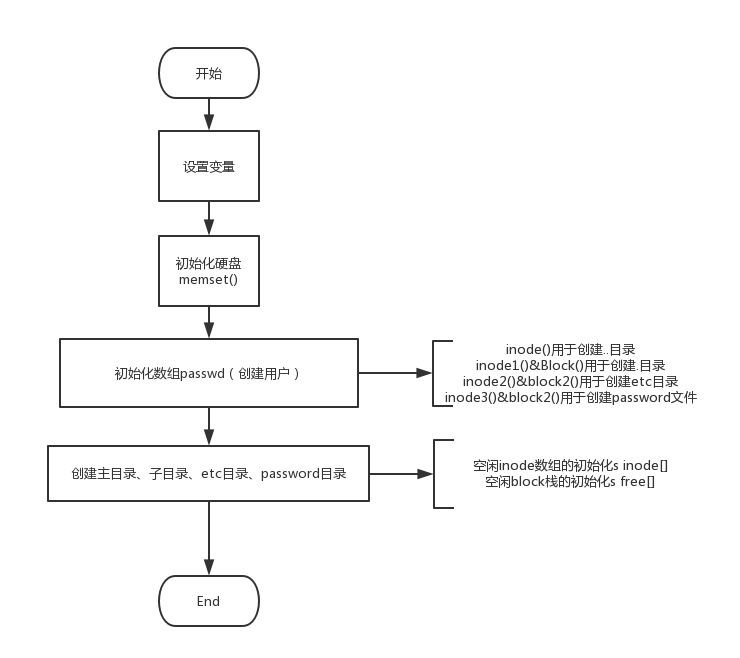 开始
设置变量
初始化硬盘
memset()
初始化数组passwd（创建用户）
inode()用于创建..目录
inode1()&Block()用于创建.目录
inode2()&block2()用于创建etc目录
inode3()&block2()用于创建password文件
创建主目录、子目录、etc目录、password目录
空闲inode数组的初始化s inode[]
空闲block栈的初始化s free[]
End